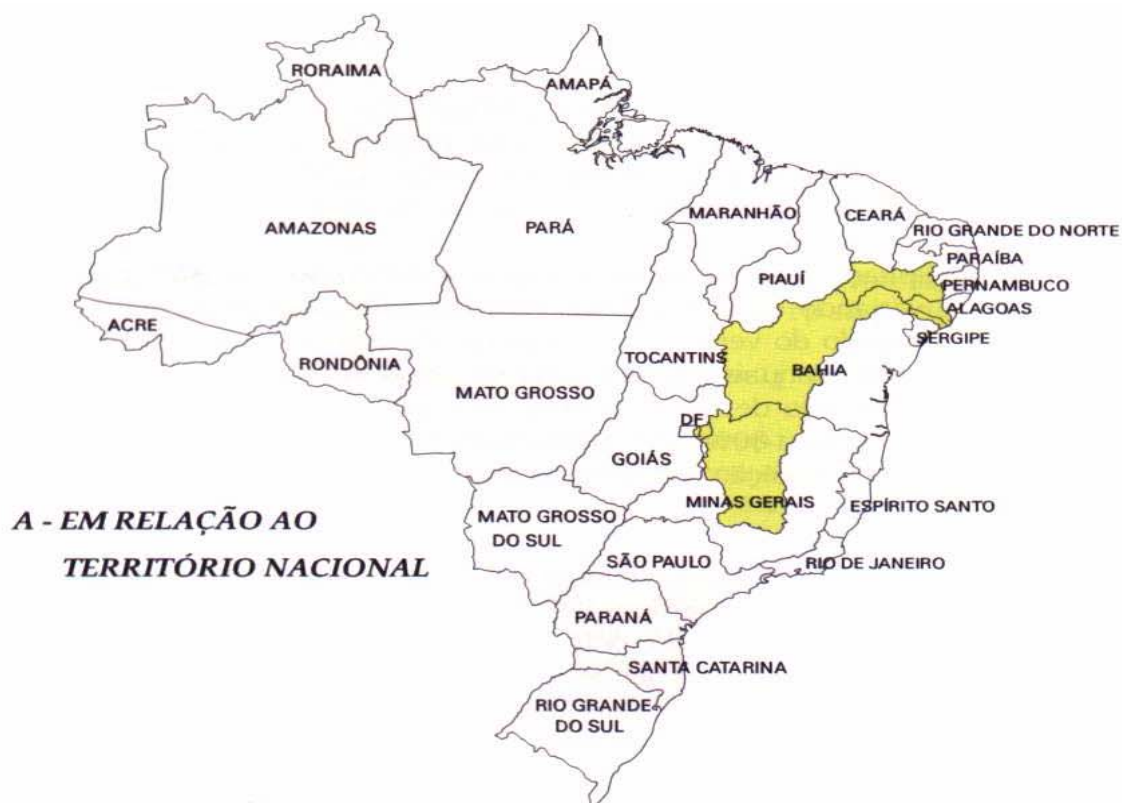 RORAIMA
AMAPÁ
AMAZONAS
PARÁ
MARANHÃO
CEARÁ
RIO GRANDE DO NORTE
PARAÍBA
PIAUÍ
PERNAMBUCO
ALAGOAS
SERGIPE
ACRE
RONDÔNIA
TOCANTINS
BAHIA
MATO GROSSO
DF
GOIÁS
MINAS GERAIS
ESPÍRITO SANTO
MATO GROSSO
DO SUL
SÃO PAULO
RIO DE JANEIRO
PARANÁ
SANTA CATARINA
RIO GRANDE
DO SUL
A - EM RELAÇÃO AO
TERRITÓRIO NACIONAL